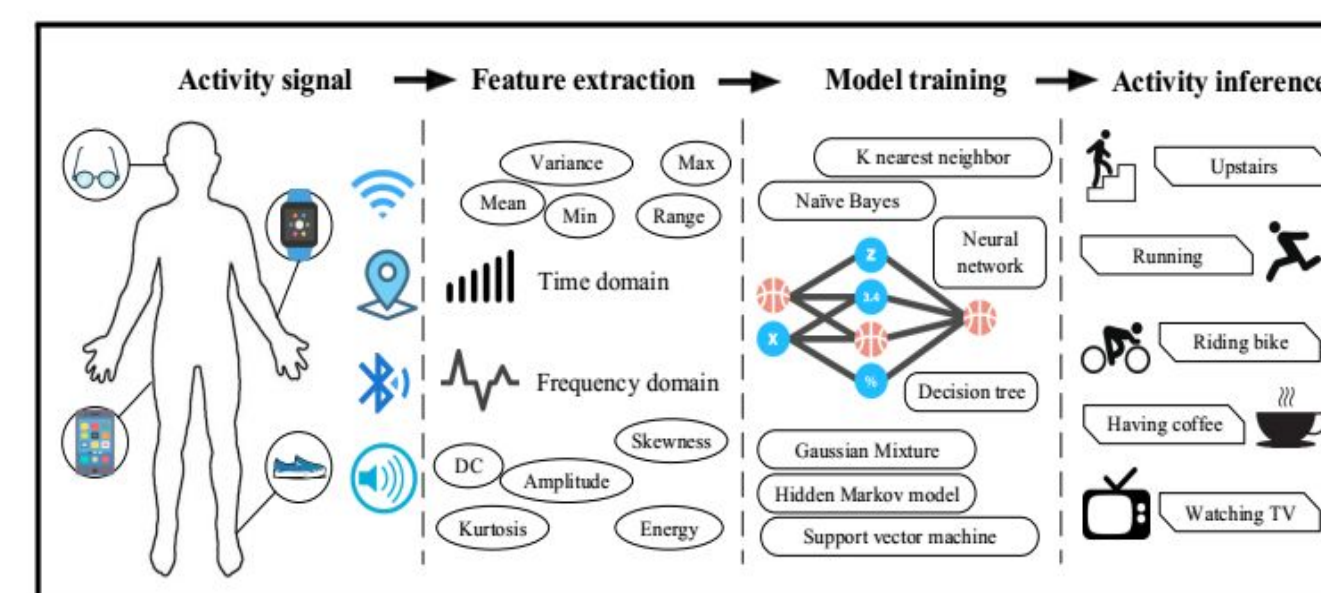 Activity signal
Feature extraction
Model training
Activity inference
Variance
Max
Mean
Min
Range
Time domain
Frequency domain
Skewness
DC
Amplitude
Kurtosis
Energy
K nearest neighbor
Naïve Bayes
Neural
network
Z
3.4
X
%
Decision tree
Gaussian Mixture
Hidden Markov model
Support vector machine
Upstairs
Running
Riding bike
Having coffee
Watching TV